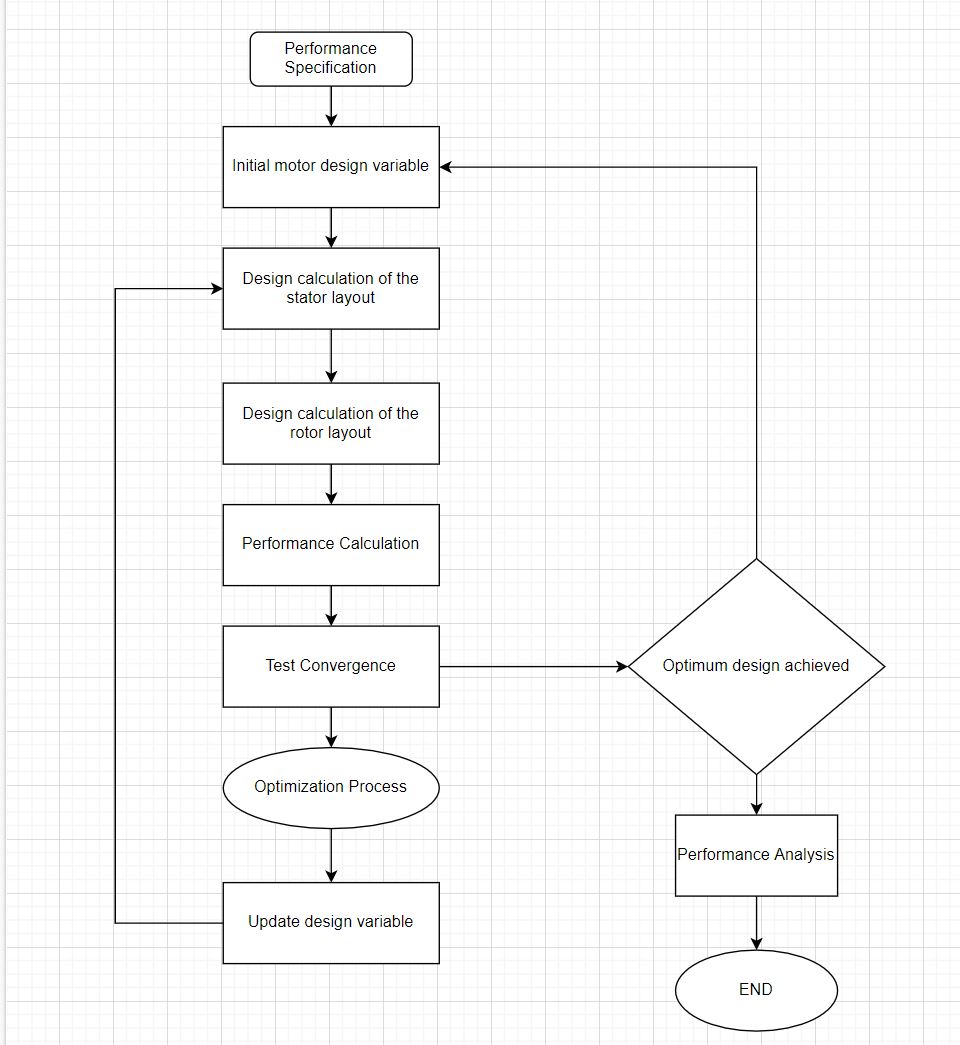 Performance
Specification
Initial motor design variable
Design calculation of the
stator layout
Design calculation of the
rotor layout
Performance Calculation
Test Convergence
Optimum design achieved
Optimization Process
Performance Analysis
Update design variable
END